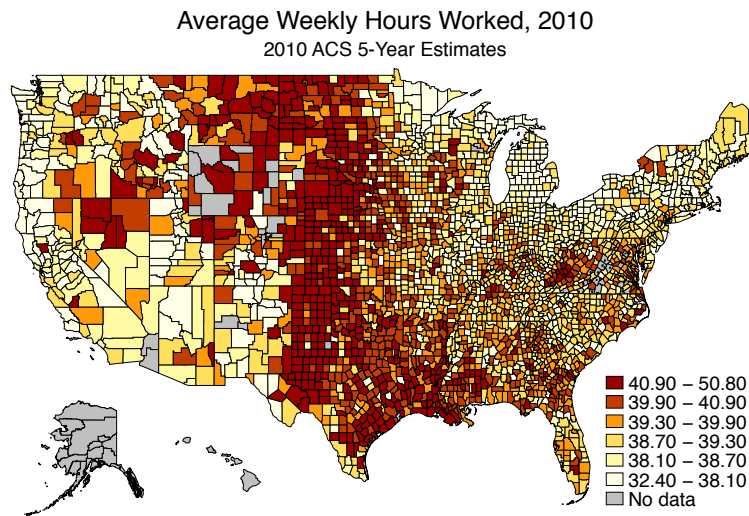 Average Weekly Hours Worked, 2010
2010 ACS 5-Year Estimates
40.90 – 50.80
39.90 – 40.90
39.30 – 39.90
38.70 – 39.30
38.10 – 38.70
32.40 – 38.10
No data